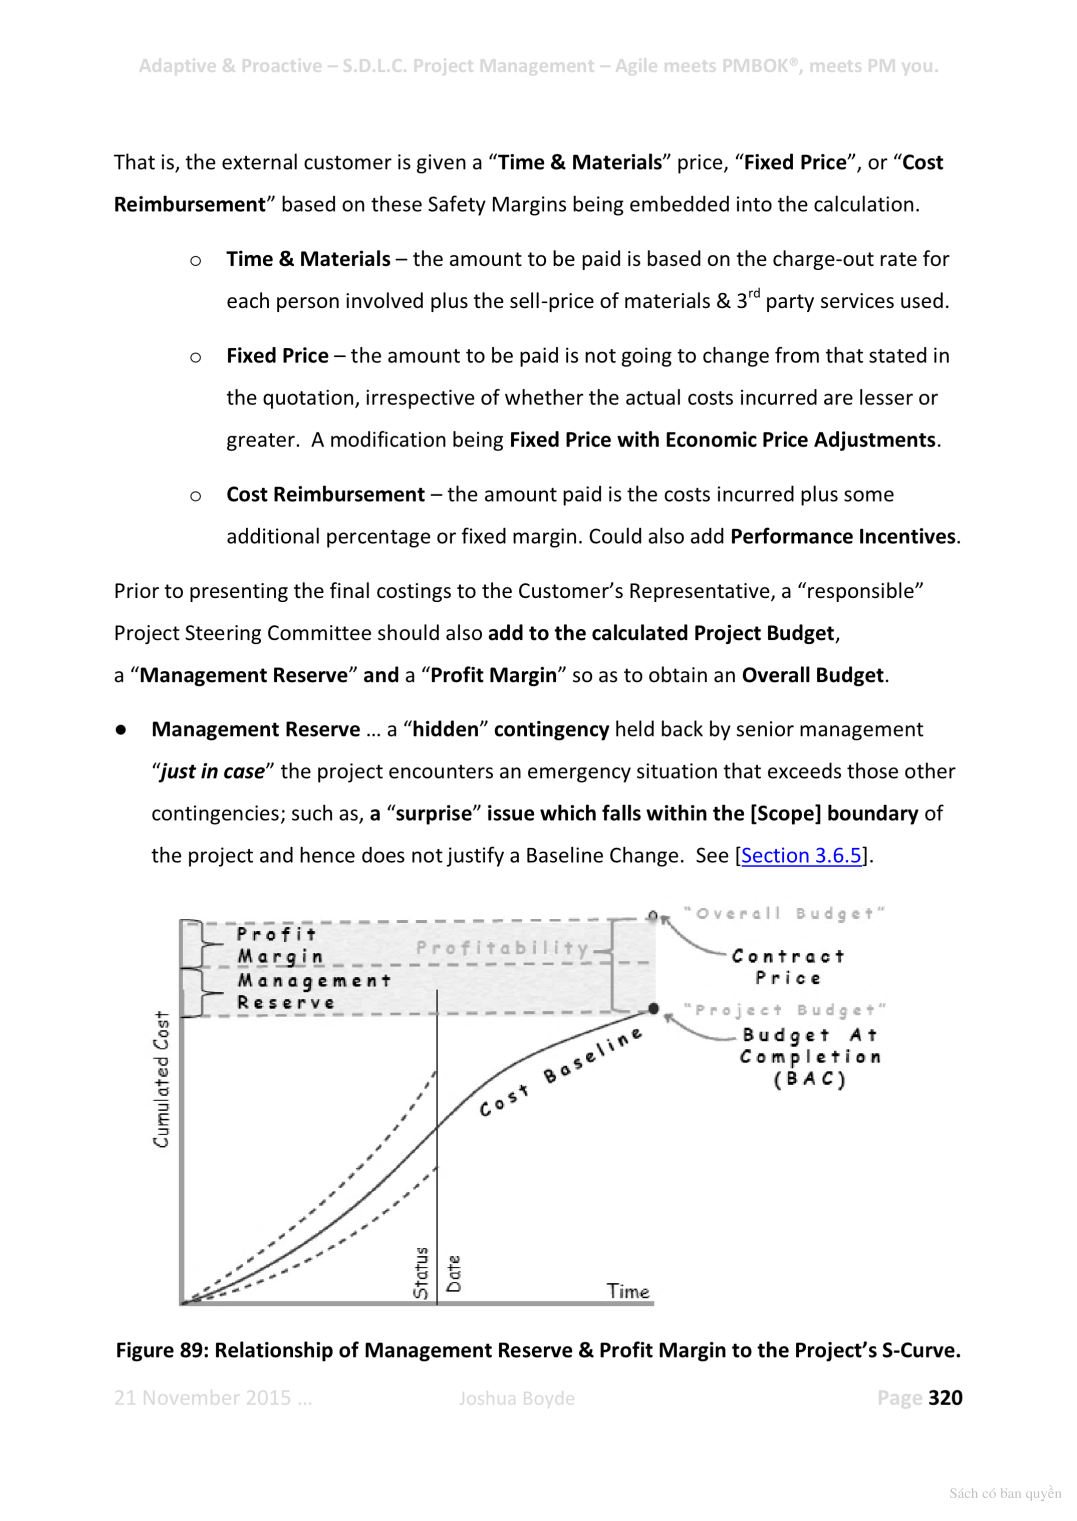 Adaptive & Proactive – S.D.L.C. Project Management – Agile meets PMBOK®, meets PM you.
That is, the external customer is given a “Time & Materials” price, “Fixed Price”, or “Cost
Reimbursement” based on these Safety Margins being embedded into the calculation.
o Time & Materials – the amount to be paid is based on the charge-out rate for
each person involved plus the sell-price of materials & 3rd party services used.
o Fixed Price – the amount to be paid is not going to change from that stated in
the quotation, irrespective of whether the actual costs incurred are lesser or
greater.  A modification being Fixed Price with Economic Price Adjustments.
o Cost Reimbursement – the amount paid is the costs incurred plus some
additional percentage or fixed margin. Could also add Performance Incentives.
Prior to presenting the final costings to the Customer’s Representative, a “responsible”
Project Steering Committee should also add to the calculated Project Budget,
a “Management Reserve” and a “Profit Margin” so as to obtain an Overall Budget.
● Management Reserve … a “hidden” contingency held back by senior management
“just in case” the project encounters an emergency situation that exceeds those other
contingencies; such as, a “surprise” issue which falls within the [Scope] boundary of
the project and hence does not justify a Baseline Change.  See [Section 3.6.5].
"Overall Budget"
Profit
Margin
Profitability
Contract
Price
Management
Reserve
"Project Budget"
Budget At
Completion
(BAC)
Cost Baseline
Cumulated Cost
Status
Date
Time
Figure 89: Relationship of Management Reserve & Profit Margin to the Project’s S-Curve.
21 November 2015 …
Joshua Boyde
Page 320
Sách có bản quyền